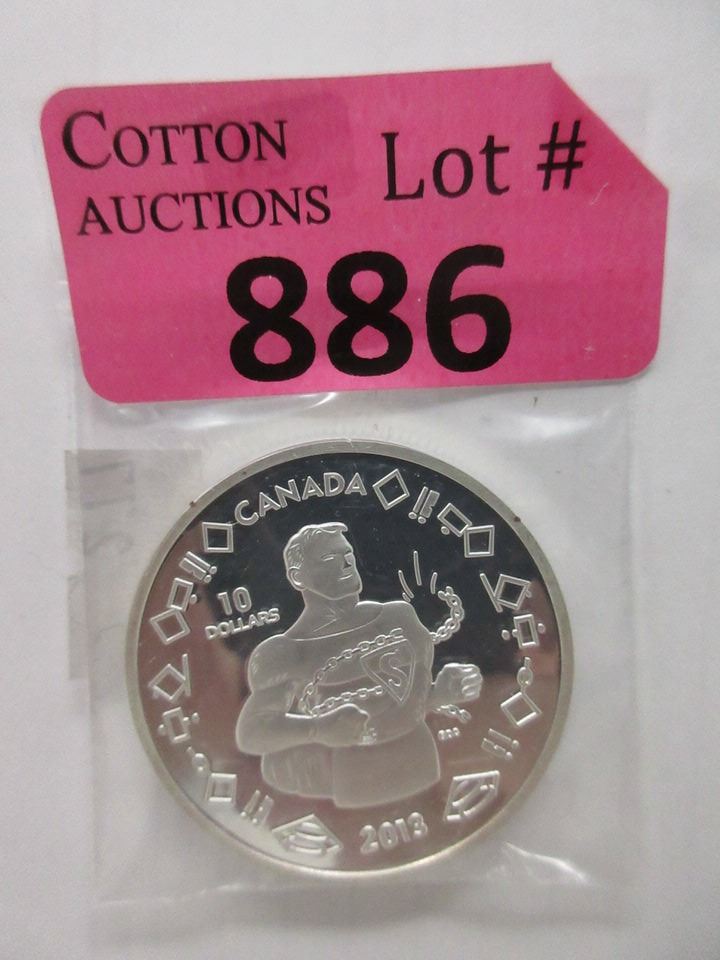 COTTON
AUCTIONS
Lot #
886
CANADA
10
DOLLARS
S
2013